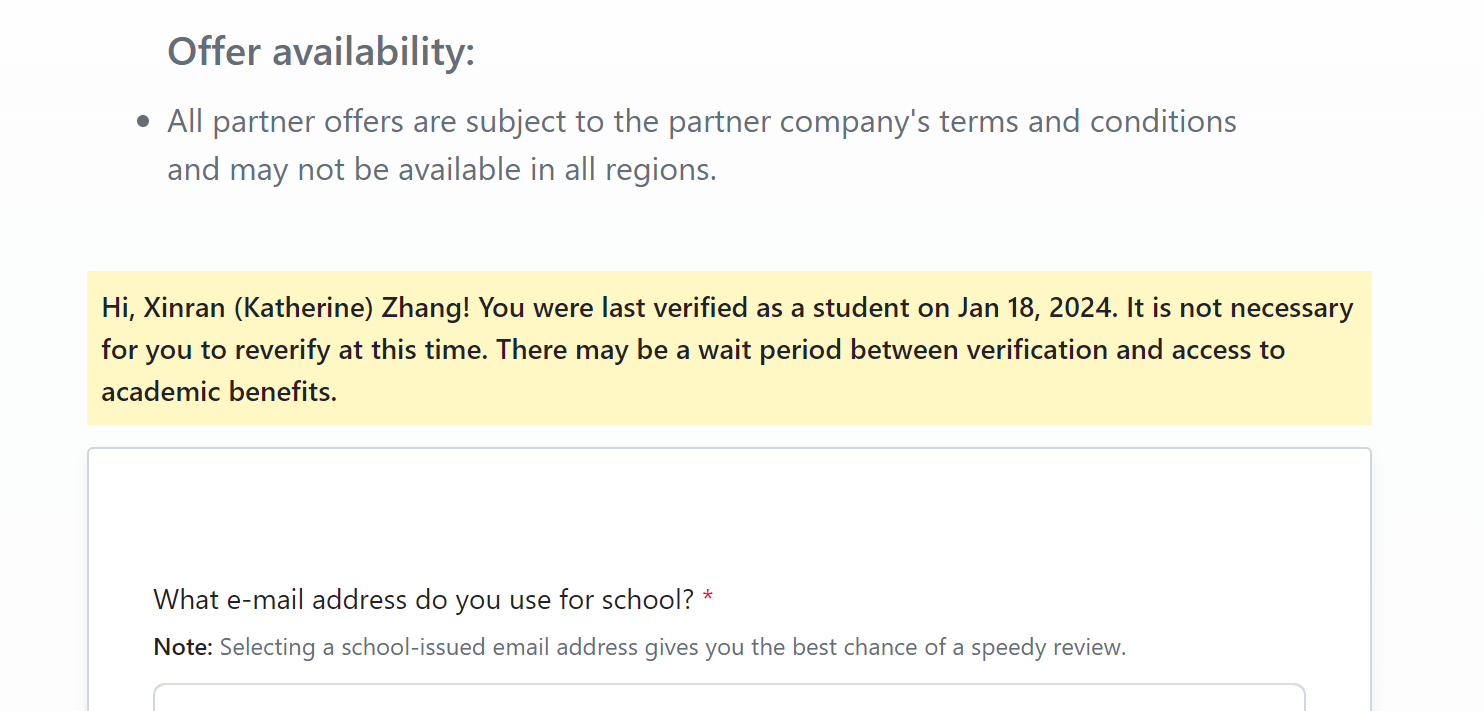 Offer availability:
All partner offers are subject to the partner company's terms and conditions
and may not be available in all regions.
Hi, Xinran (Katherine) Zhang! You were last verified as a student on Jan 18, 2024. It is not necessary
for you to reverify at this time. There may be a wait period between verification and access to
academic benefits.
What e-mail address do you use for school? *
Note: Selecting a school-issued email address gives you the best chance of a speedy review.